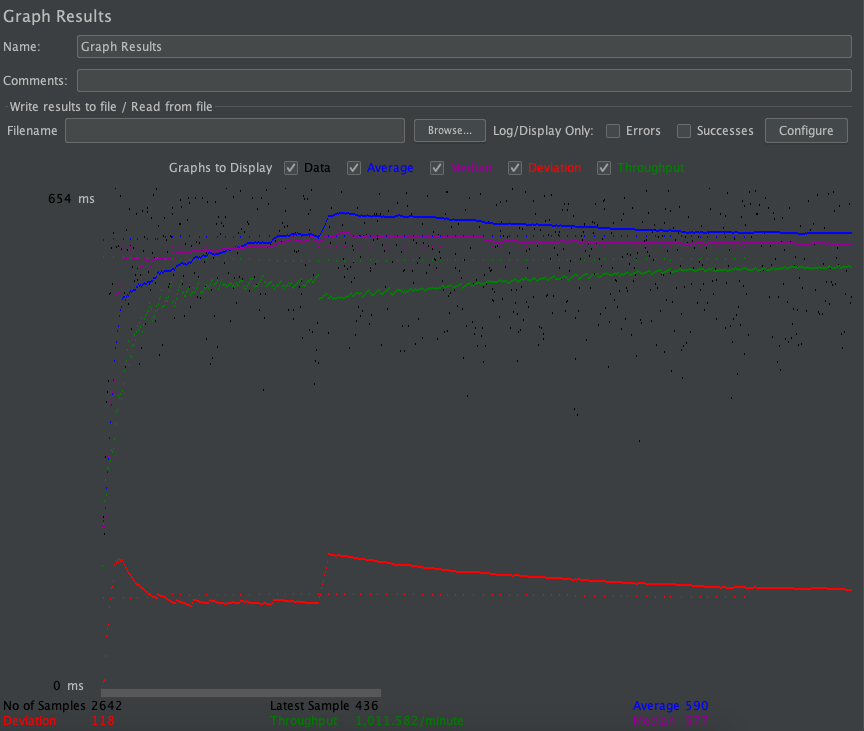 Graph Results
Name: Graph Results
Comments:
Write results to file / Read from file
Filename Browse... Log/Display Only: Errors Successes Configure
Graphs to Display Data Average Median Deviation Throughput
654 ms
0 ms
No of Samples 2642 Latest Sample 436 Average 590
Deviation 118 Throughput 1,011.582/minute Median 577